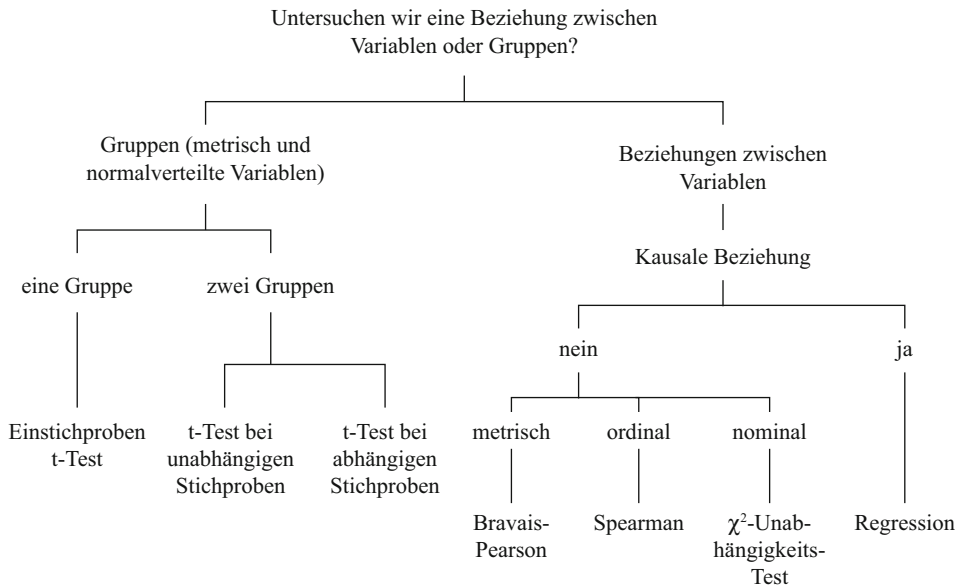 Untersuchen wir eine Beziehung zwischen
Variablen oder Gruppen?
Gruppen (metrisch und
normalverteilte Variablen)
Beziehungen zwischen
Variablen
Kausale Beziehung
eine Gruppe
zwei Gruppen
nein
ja
Einstichproben
t-Test
t-Test bei
unabhängigen
Stichproben
t-Test bei
abhängigen
Stichproben
metrisch
ordinal
nominal
Bravais-
Pearson
Spearman
χ²-Unab-
hängigkeits-
Test
Regression